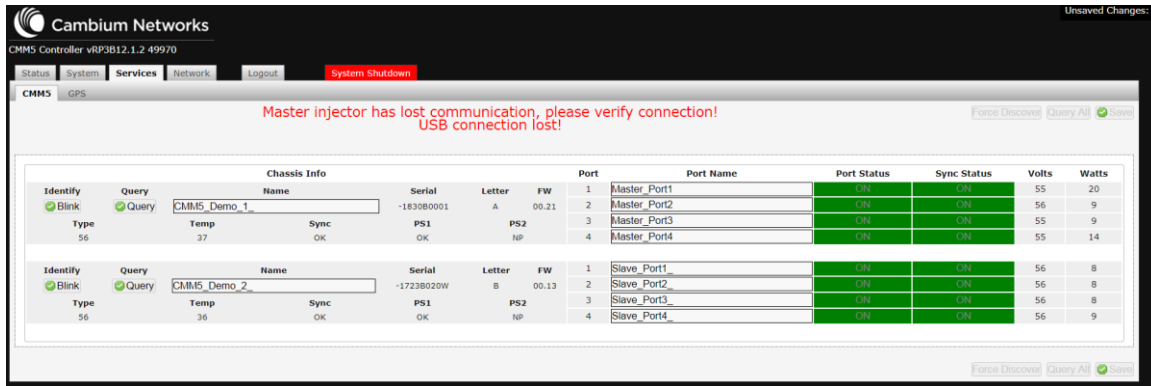 Unsaved Changes:
Cambium Networks
CMM5 Controller vRP3B12.1.2 49970
Status System Services Network Logout System Shutdown
CMM5 GPS
Master injector has lost communication, please verify connection!
USB connection lost!
Force Discover Query All Save
Chassis Info Port Port Name Port Status Sync Status Volts Watts
Identify Query Name Serial Letter FW 1 Master_Port1 ON ON 55 20
Blink Query CMM5_Demo_1_ -1830B0001 A 00.21 2 Master_Port2 ON ON 56 9
Type Temp Sync PS1 PS2 3 Master_Port3 ON ON 55 9
56 37 OK OK NP 4 Master_Port4 ON ON 55 14
Identify Query Name Serial Letter FW 1 Slave_Port1_ ON ON 56 8
Blink Query CMM5_Demo_2_ -1723B020W B 00.13 2 Slave_Port2_ ON ON 56 8
Type Temp Sync PS1 PS2 3 Slave_Port3_ ON ON 56 8
56 36 OK OK NP 4 Slave_Port4_ ON ON 56 9
Force Discover Query All Save